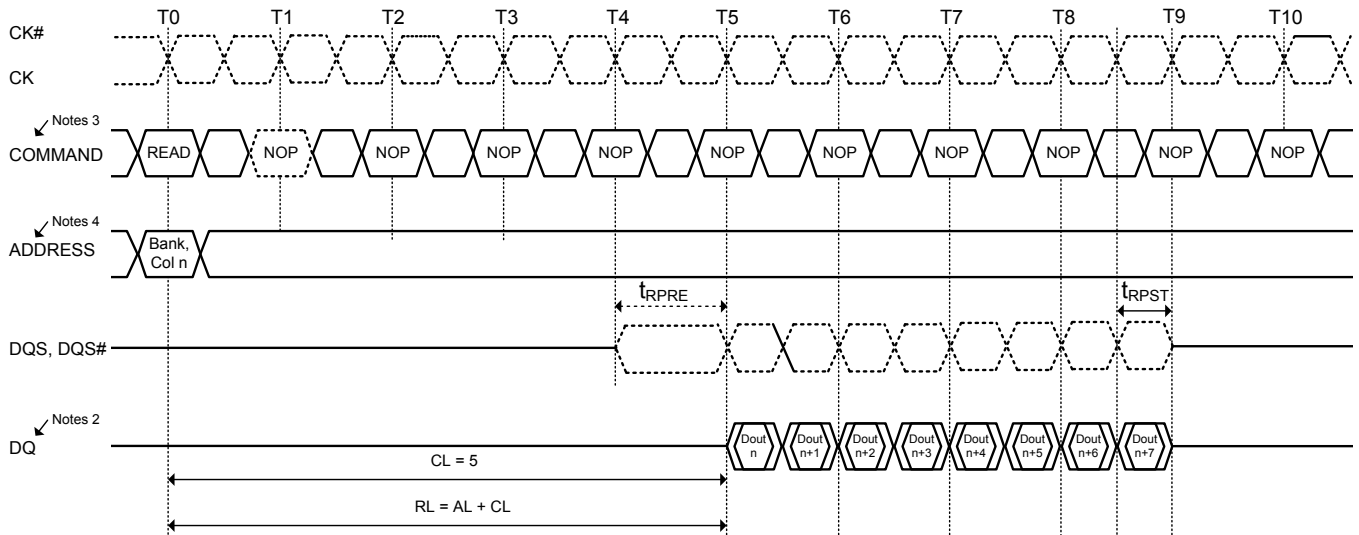 T0 T1 T2 T3 T4 T5 T6 T7 T8 T9 T10
CK#
CK
Notes 3
COMMAND READ NOP NOP NOP NOP NOP NOP NOP NOP NOP NOP
Notes 4
ADDRESS
Bank,
Col n
tRPRE tRPST
DQS, DQS#
Notes 2
DQ
Dout n
Dout n+1
Dout n+2
Dout n+3
Dout n+4
Dout n+5
Dout n+6
Dout n+7
CL = 5
RL = AL + CL